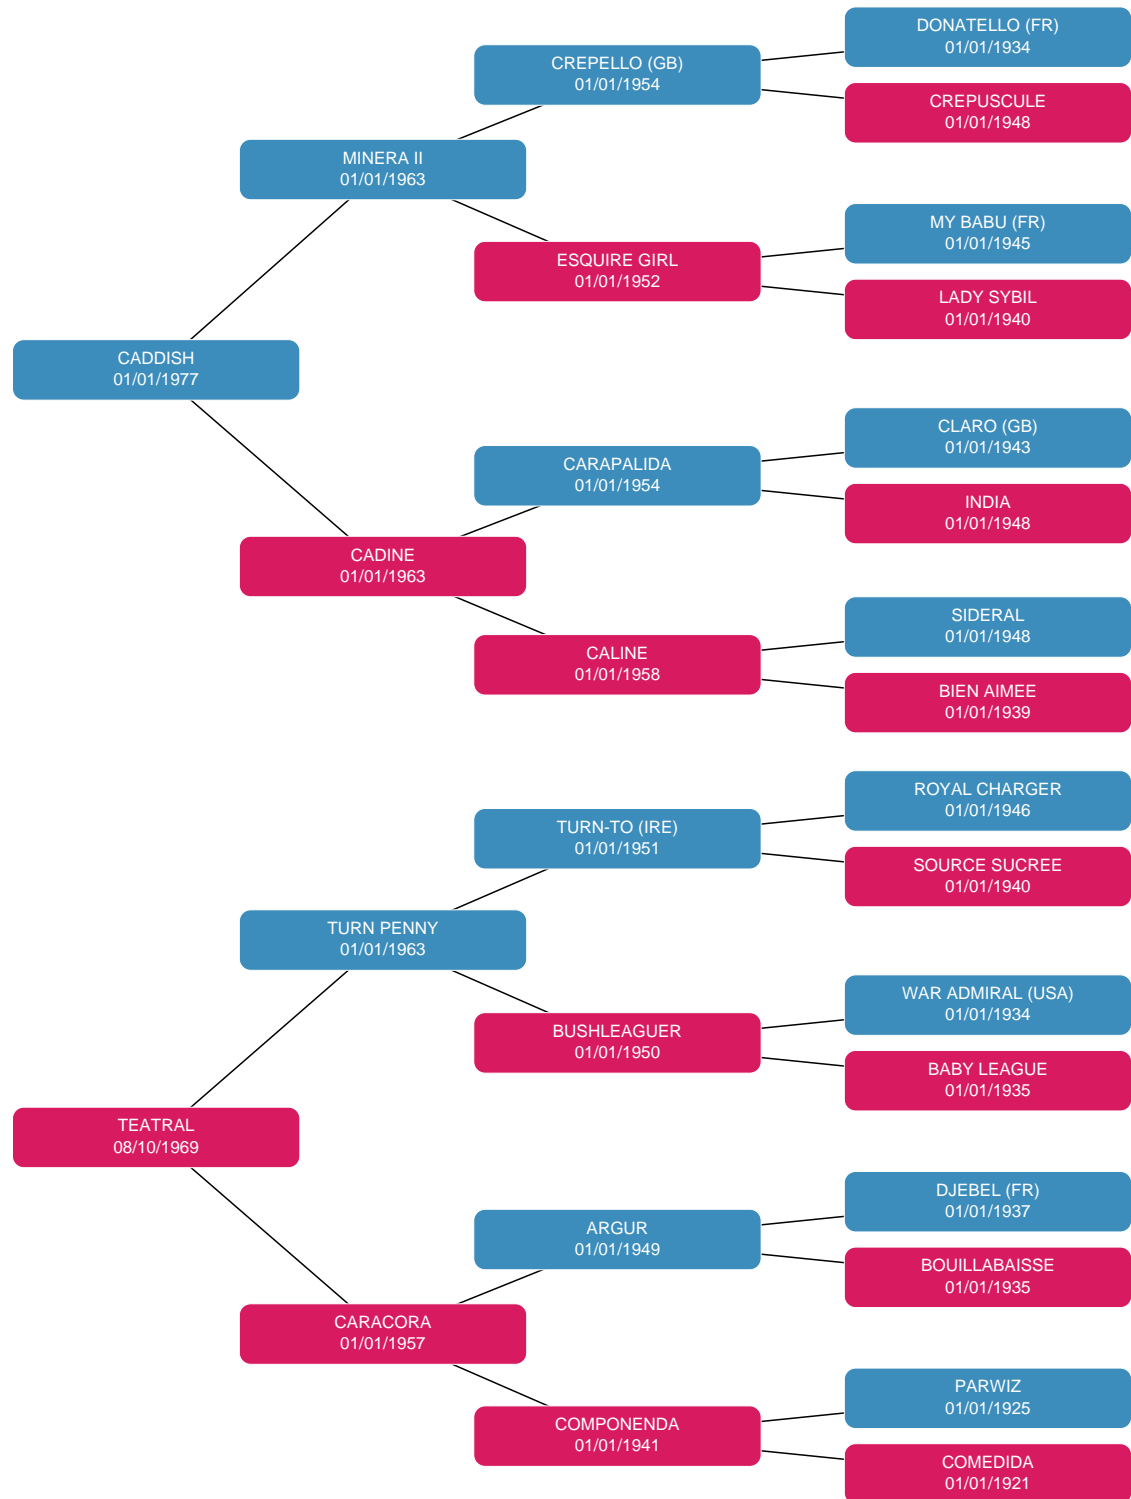 DONATELLO (FR)
01/01/1934
CREPELLO (GB)
01/01/1954
CREPUSCULE
01/01/1948
MINERA II
01/01/1963
MY BABU (FR)
01/01/1945
ESQUIRE GIRL
01/01/1952
LADY SYBIL
01/01/1940
CADDISH
01/01/1977
CLARO (GB)
01/01/1943
CARAPALIDA
01/01/1954
INDIA
01/01/1948
CADINE
01/01/1963
SIDERAL
01/01/1948
CALINE
01/01/1958
BIEN AIMEE
01/01/1939
ROYAL CHARGER
01/01/1946
TURN-TO (IRE)
01/01/1951
SOURCE SUCREE
01/01/1940
TURN PENNY
01/01/1963
WAR ADMIRAL (USA)
01/01/1934
BUSHLEAGUER
01/01/1950
BABY LEAGUE
01/01/1935
TEATRAL
08/10/1969
DJEBEL (FR)
01/01/1937
ARGUR
01/01/1949
BOUILLABAISSE
01/01/1935
CARACORA
01/01/1957
PARWIZ
01/01/1925
COMPONENDA
01/01/1941
COMEDIDA
01/01/1921